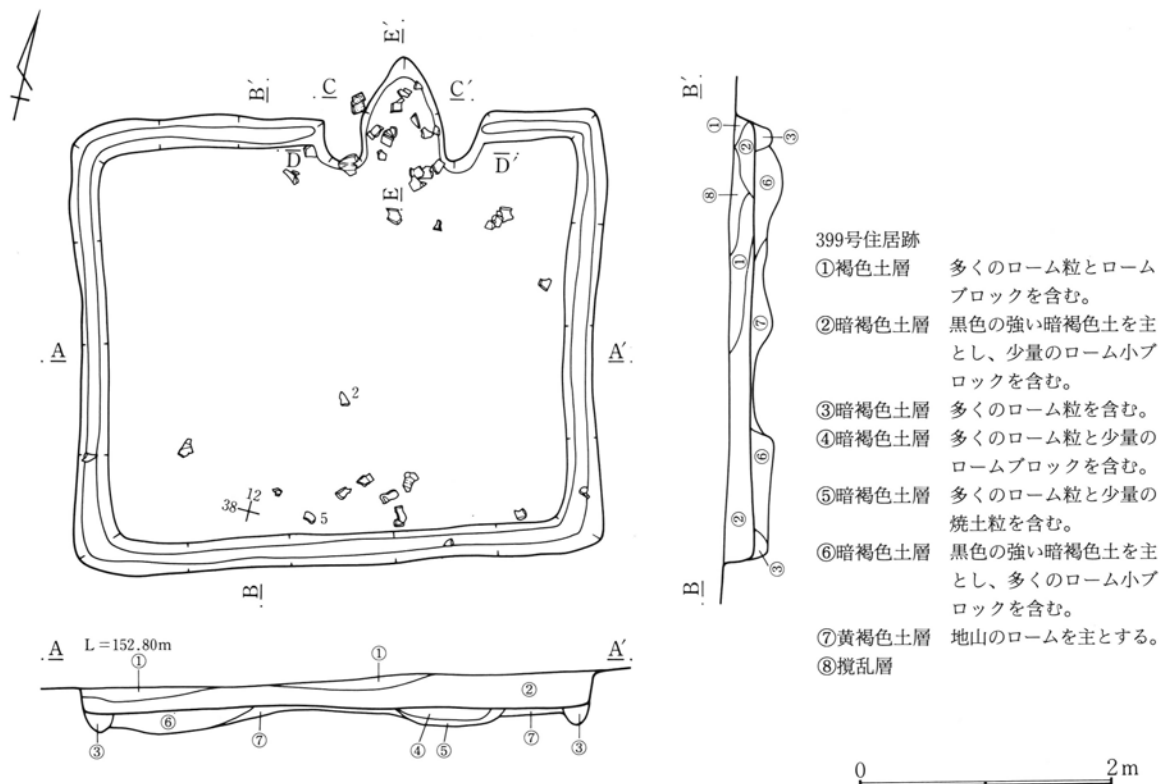 E′
B′
C
C′
D
D′
E
A
A′
2
12
38
5
B
A
L＝152.80m
A′
①
①
②
⑥
⑦
④
⑤
⑦
③
③
B′
①
②
③
⑧
⑥
①
⑦
⑥
②
③
B
399号住居跡
①褐色土層　多くのローム粒とローム
ブロックを含む。
②暗褐色土層　黒色の強い暗褐色土を主
とし、少量のローム小ブ
ロックを含む。
③暗褐色土層　多くのローム粒を含む。
④暗褐色土層　多くのローム粒と少量の
ロームブロックを含む。
⑤暗褐色土層　多くのローム粒と少量の
焼土粒を含む。
⑥暗褐色土層　黒色の強い暗褐色土を主
とし、多くのローム小ブ
ロックを含む。
⑦黄褐色土層　地山のロームを主とする。
⑧攪乱層
0　2m